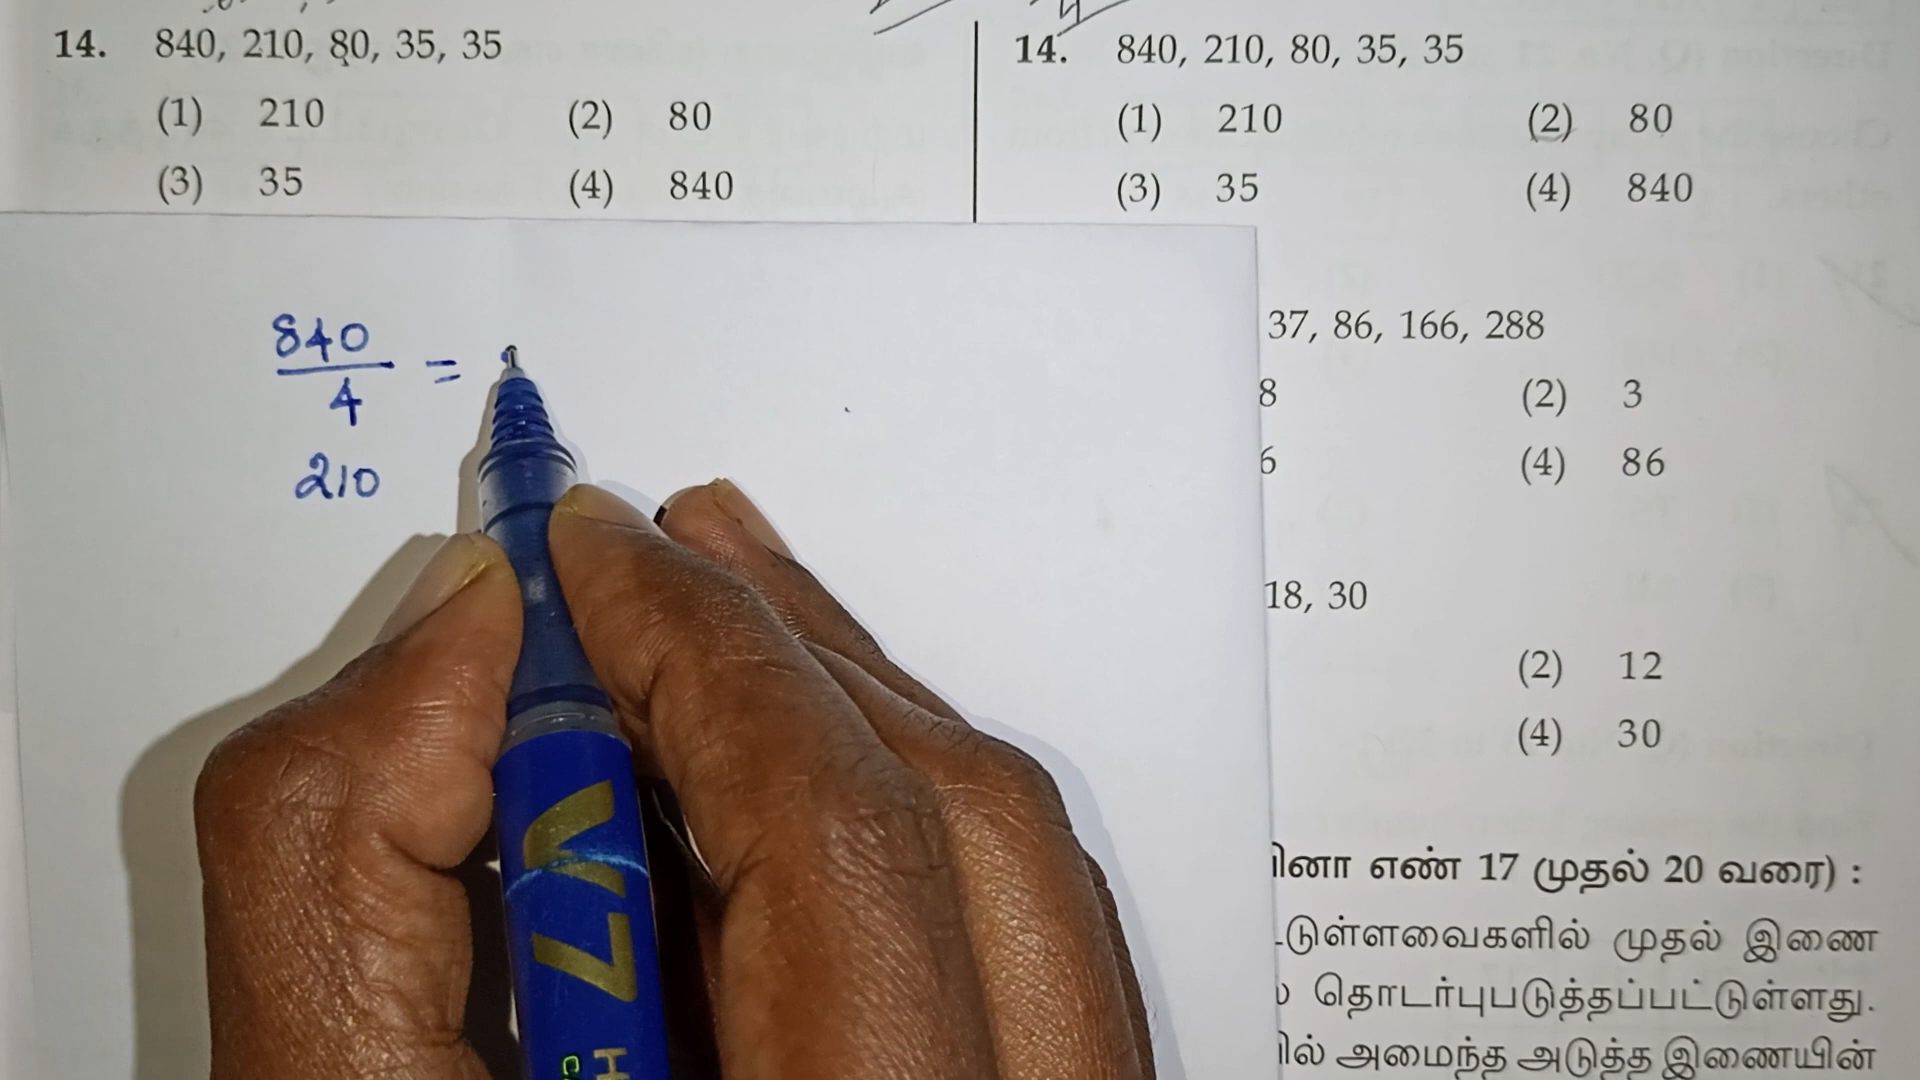 14. 840, 210, 80, 35, 35
(1) 210 (2) 80
(3) 35 (4) 840
840
4
=
210
14. 840, 210, 80, 35, 35
(1) 210 (2) 80
(3) 35 (4) 840
37, 86, 166, 288
8 (2) 3
6 (4) 86
18, 30
(2) 12
(4) 30
எண் 17 முதல் 20 வரை) :
முதல் இணை
தொடர்புபடுத்தப்பட்டுள்ளது.
அமைந்த அடுத்த இணையின்
V7